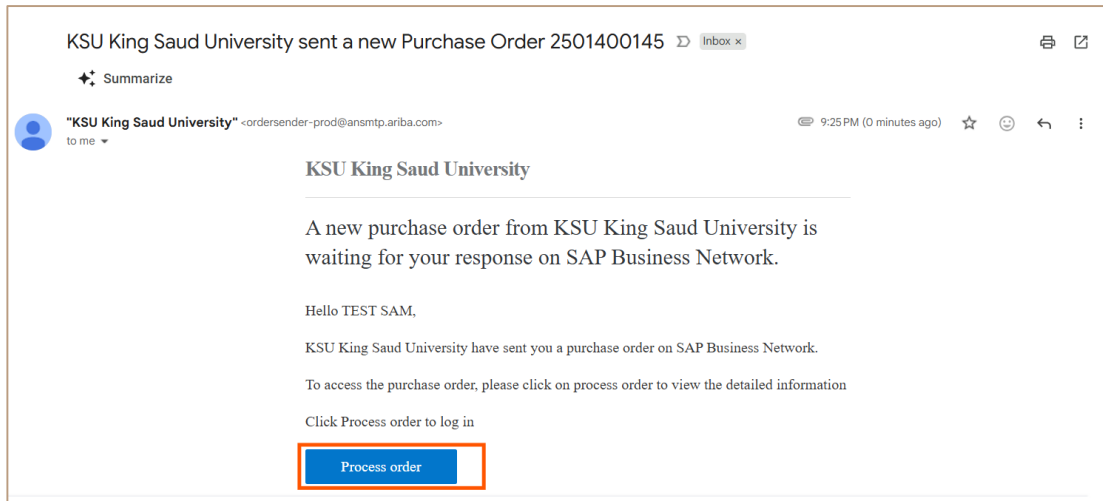 KSU King Saud University sent a new Purchase Order 2501400145 Inbox ×
Summarize
"KSU King Saud University" <ordersender-prod@ansmtp.ariba.com> 9:25 PM (0 minutes ago)
to me
KSU King Saud University
A new purchase order from KSU King Saud University is
waiting for your response on SAP Business Network.
Hello TEST SAM,
KSU King Saud University have sent you a purchase order on SAP Business Network.
To access the purchase order, please click on process order to view the detailed information
Click Process order to log in
Process order